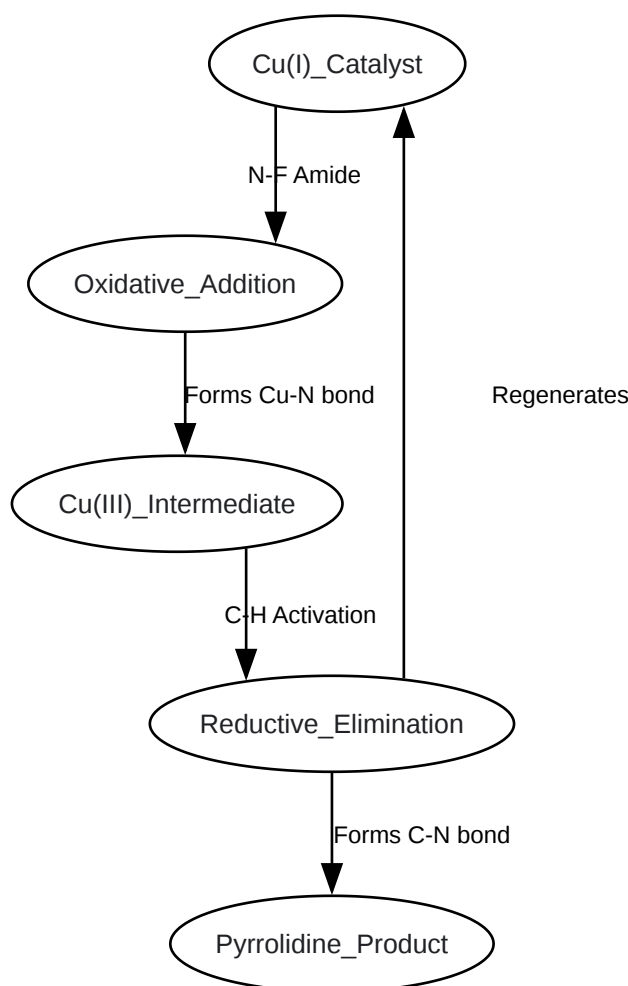 Cu(I)_Catalyst
N-F Amide
Oxidative_Addition
Forms Cu-N bond
Regenerates
Cu(III)_Intermediate
C-H Activation
Reductive_Elimination
Forms C-N bond
Pyrrolidine_Product